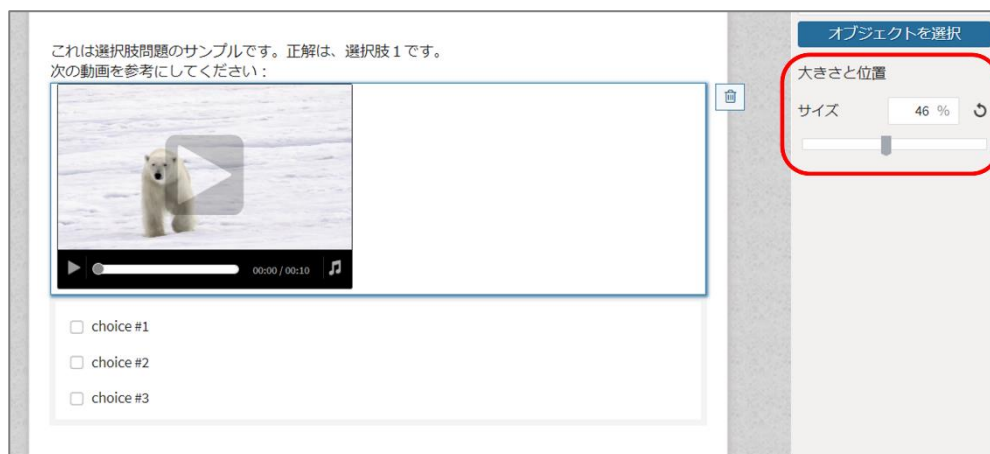 これは選択肢問題のサンプルです。正解は、選択肢１です。
次の動画を参考にしてください：
00:00 / 00:10
choice #1
choice #2
choice #3
オブジェクトを選択
大きさと位置
サイズ 46 %